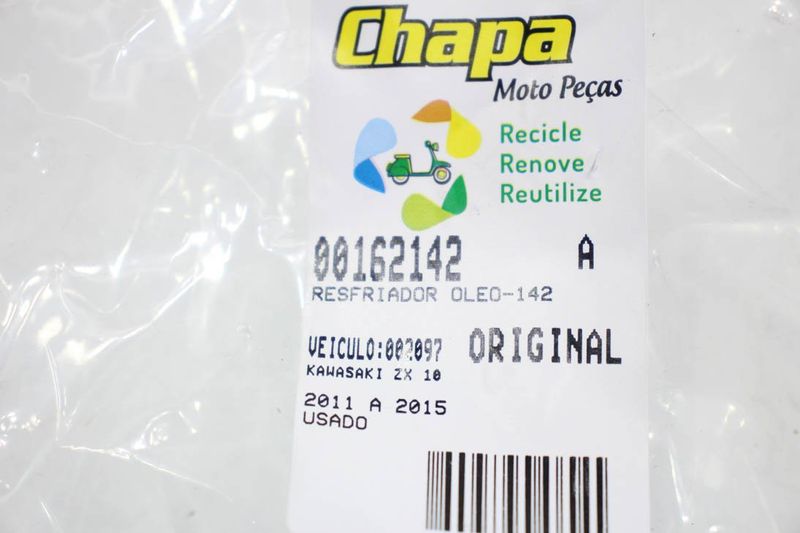 Chapa
Moto Peças
Recicle
Renove
Reutilize
00162142 A
RESFRIADOR OLEO-142
VEICULO:002097 ORIGINAL
KAWASAKI ZX 10
2011 A 2015
USADO